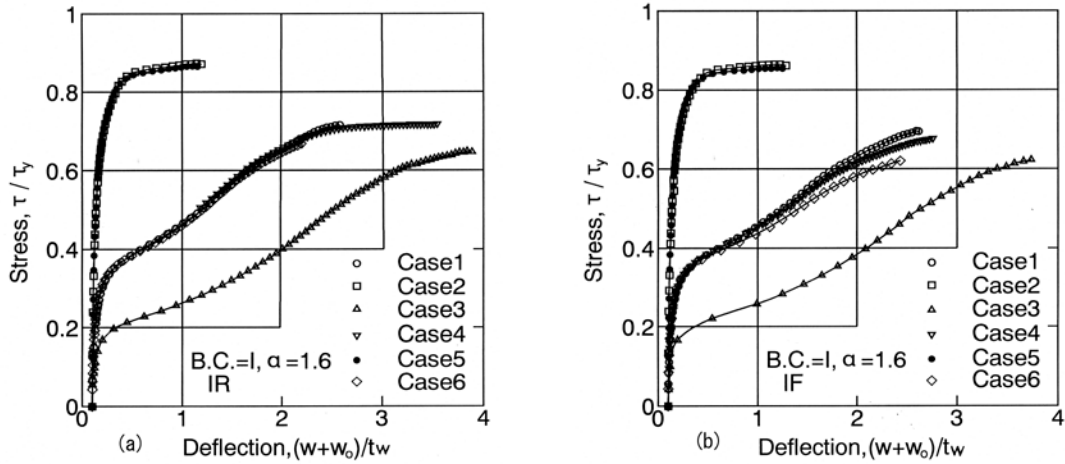 1
0.8
0.6
0.4
0.2
0
Stress, τ / τy
Case1
Case2
Case3
Case4
Case5
Case6
B.C.=I, α=1.6
IR
0 1 2 3 4
(a) Deflection,(w+wo)/tw
1
0.8
0.6
0.4
0.2
0
Stress, τ / τy
Case1
Case2
Case3
Case4
Case5
Case6
B.C.=I, α=1.6
IF
0 1 2 3 4
(b) Deflection,(w+wo)/tw